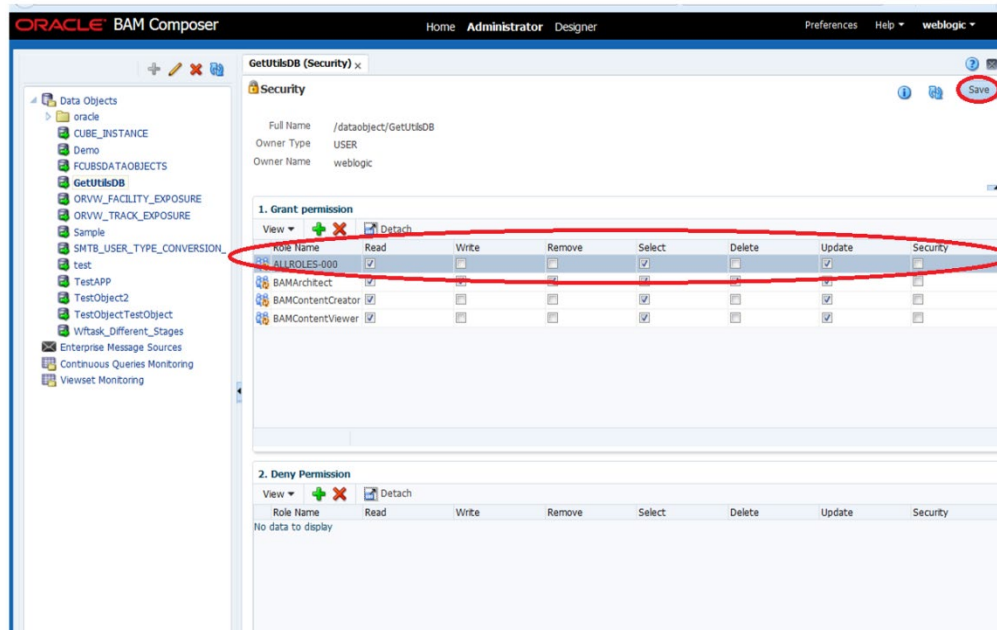 ORACLE BAM Composer Home Administrator Designer Preferences Help weblogic
GetUtilsDB (Security) x
Security
Save
Data Objects
oracle
CUBE_INSTANCE
Demo
FCUBSDATAOBJECTS
GetUtilsDB
ORVW_FACILITY_EXPOSURE
ORVW_TRACK_EXPOSURE
Sample
SMTB_USER_TYPE_CONVERSION_
test
TestAPP
TestObject2
TestObjectTestObject
Wftask_Different_Stages
Enterprise Message Sources
Continuous Queries Monitoring
Viewset Monitoring
Full Name /dataobject/GetUtilsDB
Owner Type USER
Owner Name weblogic
1. Grant permission
View Detach
Role Name Read Write Remove Select Delete Update Security
ALLROLES-000
BAMArchitect
BAMContentCreator
BAMContentViewer
2. Deny Permission
View Detach
Role Name Read Write Remove Select Delete Update Security
No data to display